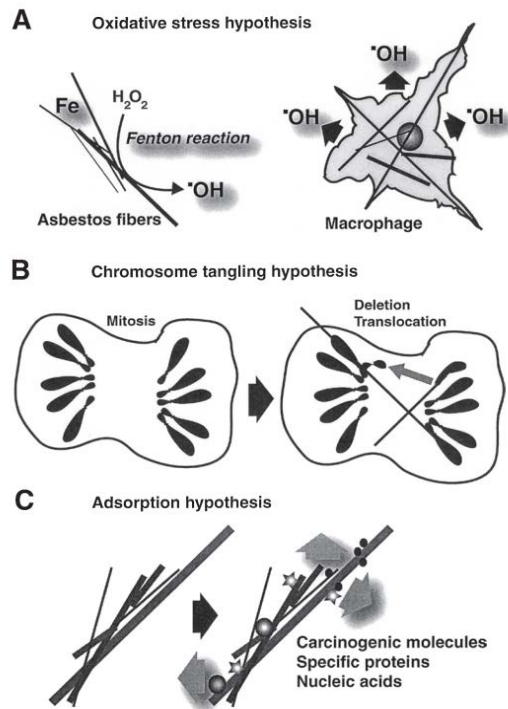 A Oxidative stress hypothesis
Fe
H₂O₂
Fenton reaction
•OH
Asbestos fibers
•OH
•OH
•OH
Macrophage
B Chromosome tangling hypothesis
Mitosis
Deletion
Translocation
C Adsorption hypothesis
Carcinogenic molecules
Specific proteins
Nucleic acids